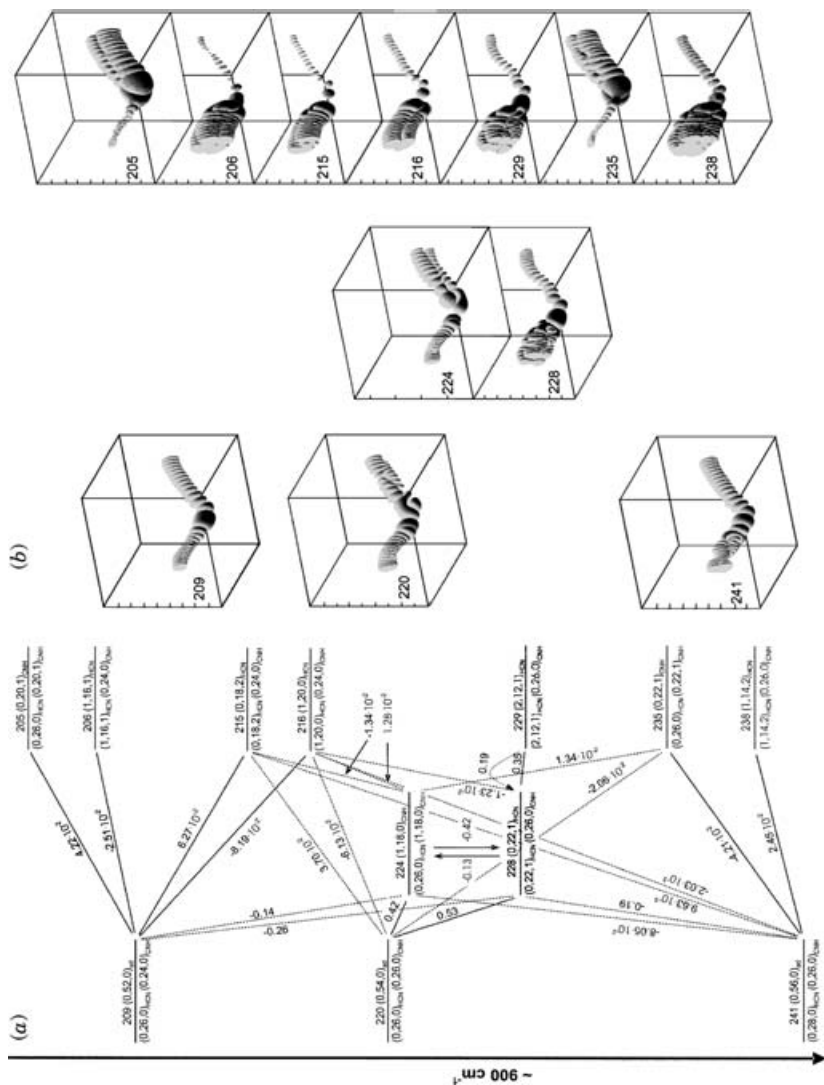 (a)
(b)
~ 900 cm⁻¹
209 (0,52,0)
(0,26,0)HCN (0,24,0)CNH
220 (0,54,0)
(0,26,0)HCN (0,26,0)CNH
241 (0,56,0)
(0,28,0)HCN (0,26,0)CNH
224 (1,18,0)CNH
(0,26,0)HCN (1,18,0)CNH
228 (0,22,1)HCN
(0,22,1)HCN (0,26,0)CNH
205 (0,20,1)CNH
(0,26,0)HCN (0,20,1)CNH
206 (1,16,1)HCN
(1,16,1)HCN (0,24,0)CNH
215 (0,18,2)HCN
(0,18,2)HCN (0,24,0)CNH
216 (1,20,0)HCN
(1,20,0)HCN (0,24,0)CNH
229 (2,12,1)HCN
(2,12,1)HCN (0,26,0)CNH
235 (0,22,1)CNH
(0,26,0)HCN (0,22,1)CNH
238 (1,14,2)HCN
(1,14,2)HCN (0,26,0)CNH
4.22·10⁻²
-2.51·10⁻²
6.27·10⁻²
-8.19·10⁻²
3.70·10⁻²
-6.13·10⁻²
-1.34·10⁻²
1.28·10⁻²
-0.14
-0.26
0.42
0.53
-0.13
-0.42
0.19
0.35
-1.23·10⁻²
1.34·10⁻²
-2.06·10⁻²
-2.03·10⁻²
-0.19
4.21·10⁻²
2.45·10⁻²
209
220
241
224
228
205
206
215
216
229
235
238